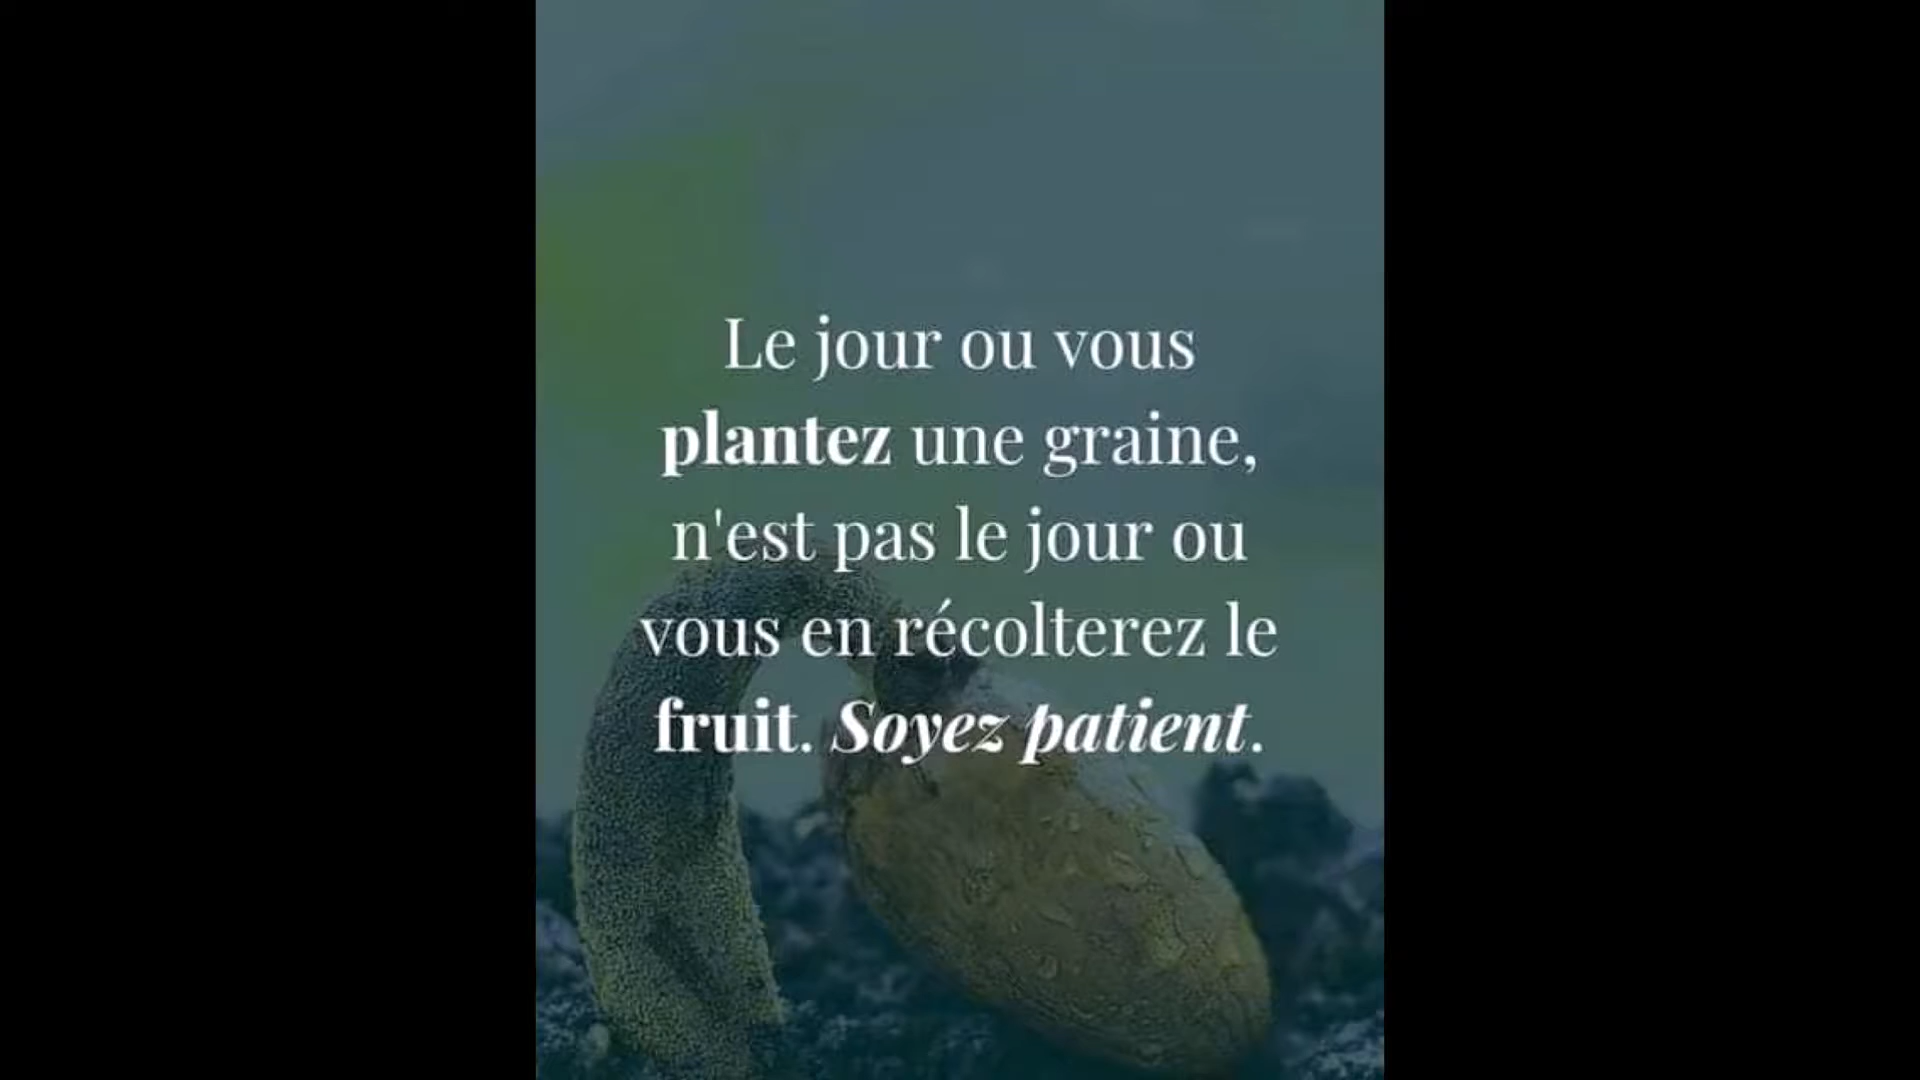 Le jour ou vous
plantez une graine,
n'est pas le jour ou
vous en récolterez le
fruit. Soyez patient.